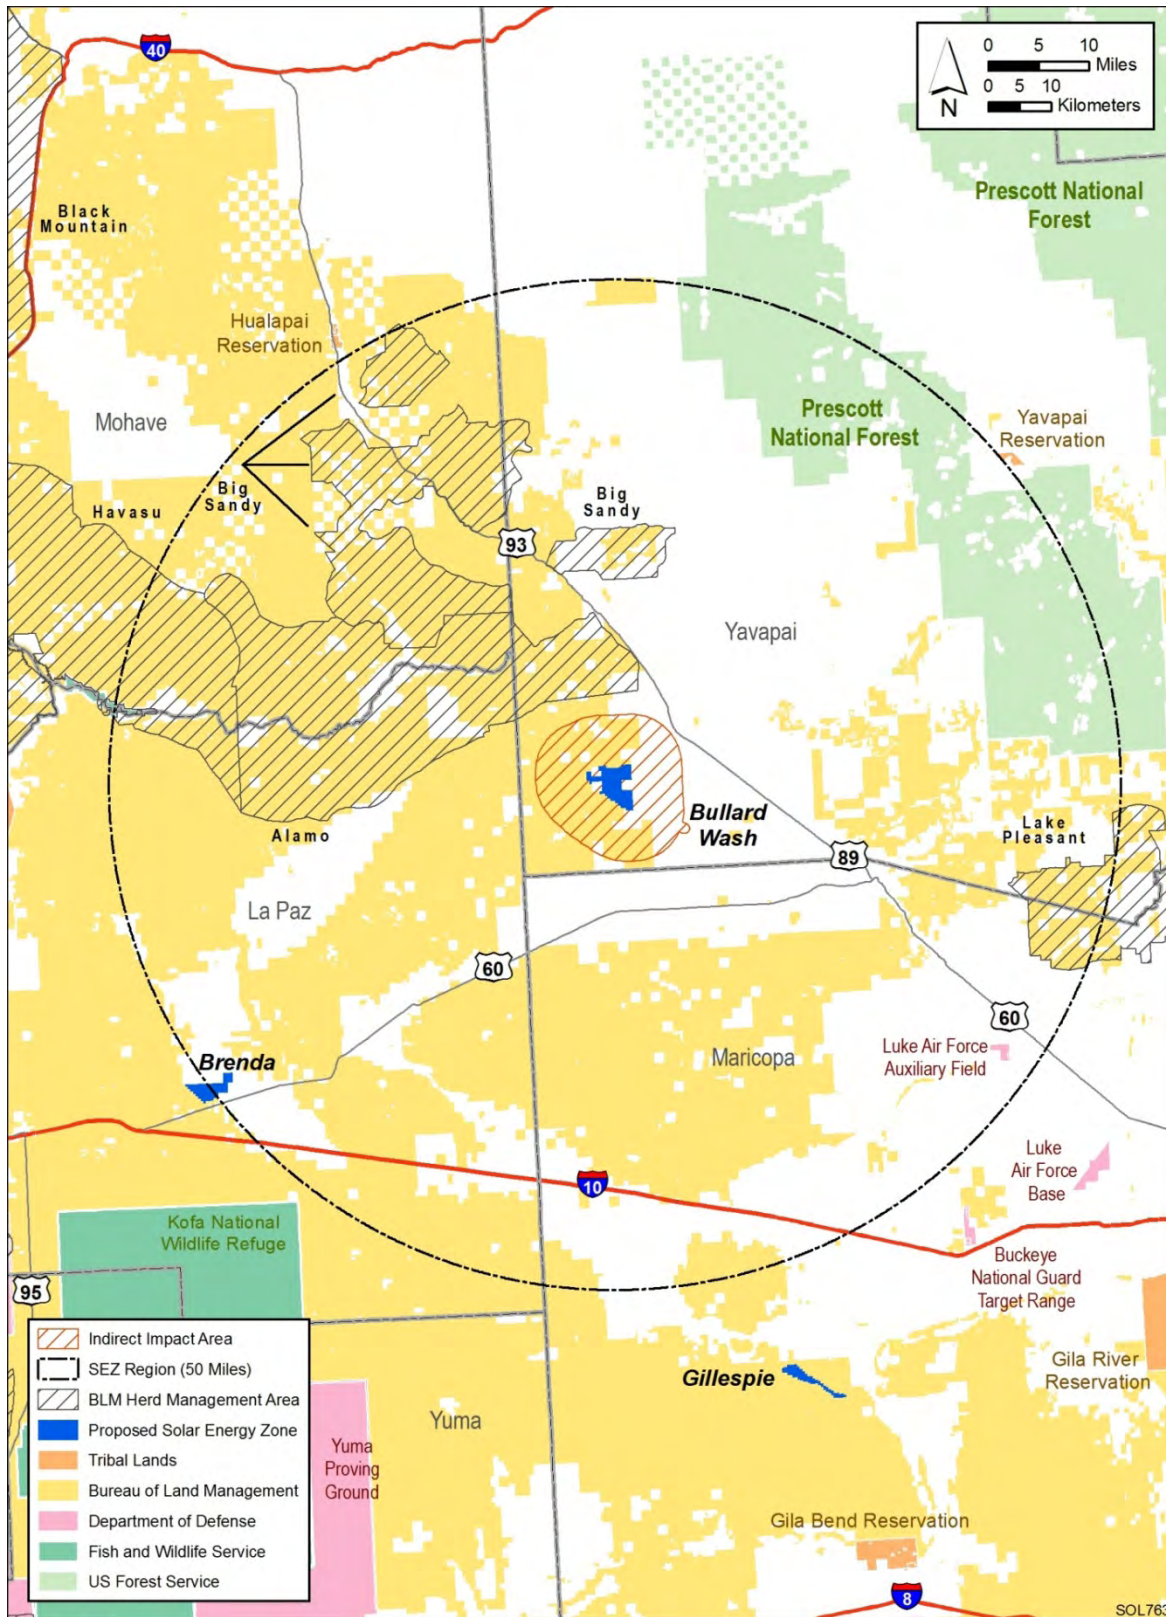 40
0 5 10
Miles
0 5 10
Kilometers
N
Prescott National
Forest
Black
Mountain
Hualapai
Reservation
Mohave
Prescott
National Forest
Yavapai
Reservation
Big
Sandy
Havasu
Big
Sandy
93
Yavapai
Bullard
Wash
Alamo
Lake
Pleasant
89
La Paz
60
60
Brenda
Maricopa
Luke Air Force
Auxiliary Field
Luke
Air Force
Base
10
Kofa National
Wildlife Refuge
Buckeye
National Guard
Target Range
95
Gila River
Reservation
Gillespie
Yuma
Yuma
Proving
Ground
Gila Bend Reservation
8
Indirect Impact Area
SEZ Region (50 Miles)
BLM Herd Management Area
Proposed Solar Energy Zone
Tribal Lands
Bureau of Land Management
Department of Defense
Fish and Wildlife Service
US Forest Service